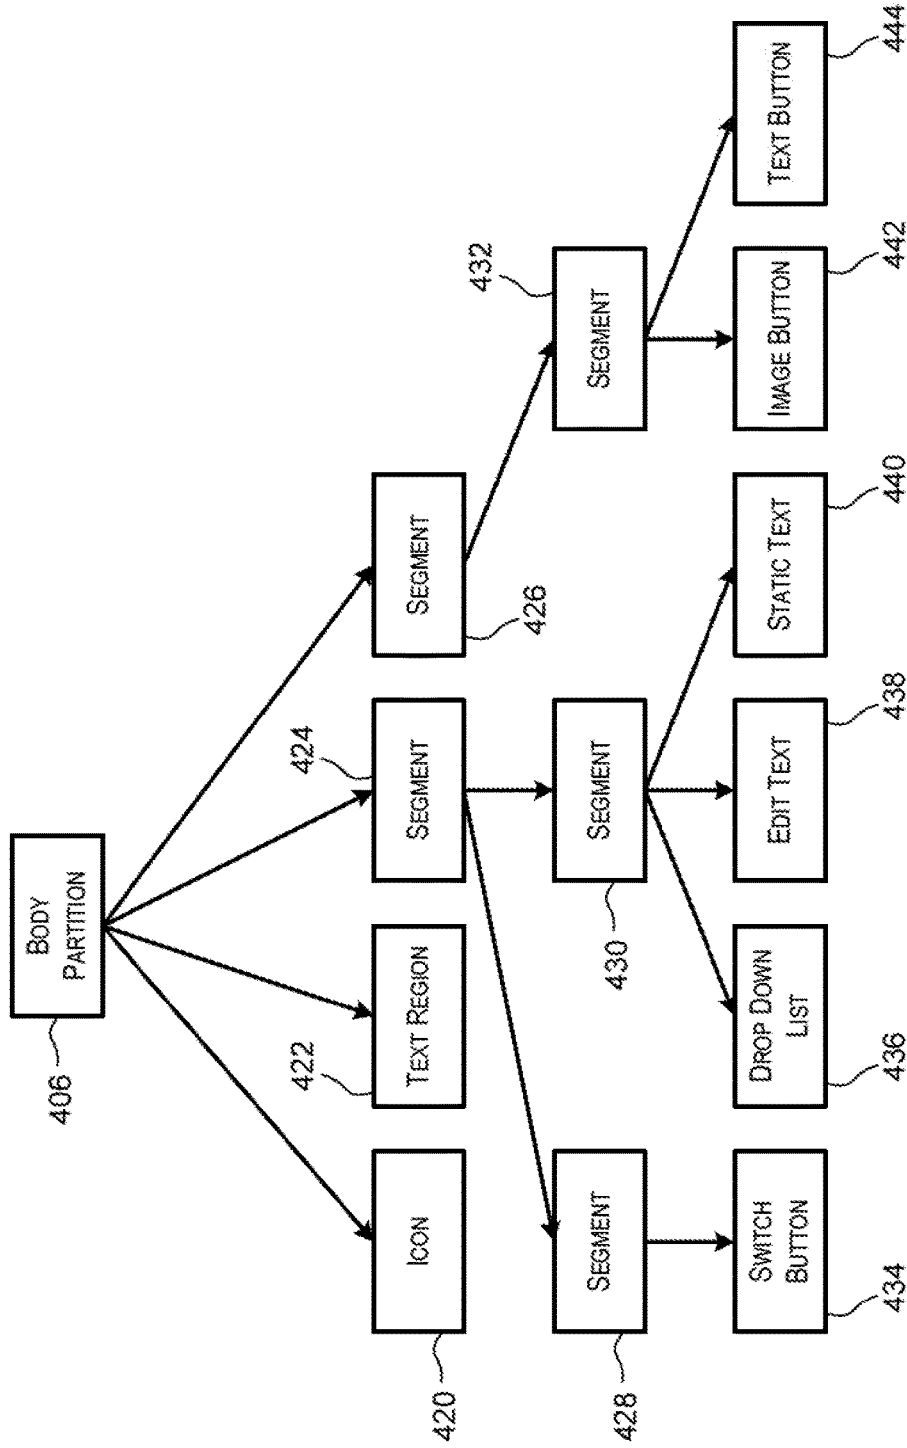 BODY
PARTITION
406
ICON
420
TEXT REGION
422
SEGMENT
424
SEGMENT
426
SEGMENT
428
SEGMENT
430
SEGMENT
432
SWITCH
BUTTON
434
DROP DOWN
LIST
436
EDIT TEXT
438
STATIC TEXT
440
IMAGE BUTTON
442
TEXT BUTTON
444